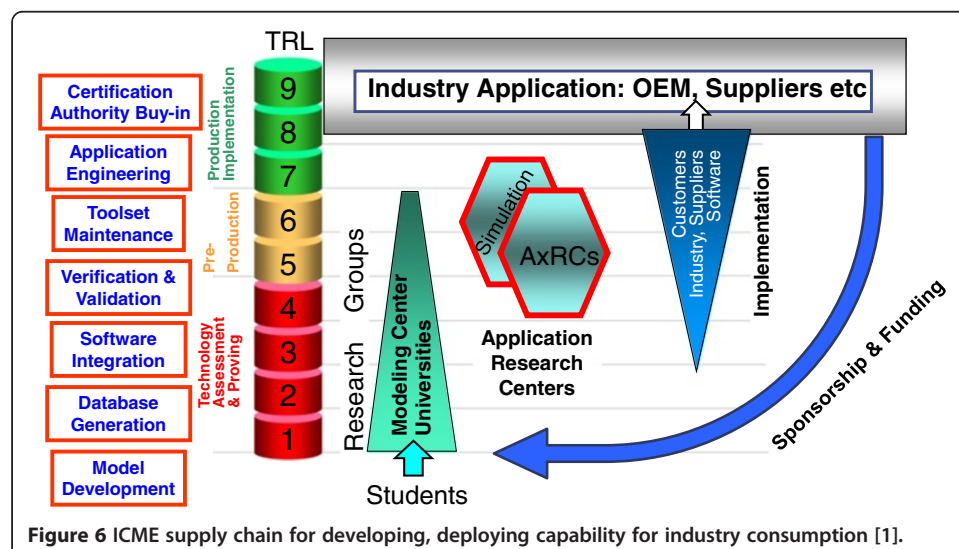 TRL
Certification
Authority Buy-in
Application
Engineering
Toolset
Maintenance
Verification &
Validation
Software
Integration
Database
Generation
Model
Development
Production
Implementation
Pre-
Production
Technology
Assessment
& Proving
9
8
7
6
5
4
3
2
1
Industry Application: OEM, Suppliers etc
Research Groups
Modeling Center
Universities
Students
Simulation
AxRCs
Application
Research
Centers
Customers
Industry, Suppliers
Software
Implementation
Sponsorship & Funding
Figure 6 ICME supply chain for developing, deploying capability for industry consumption [1].